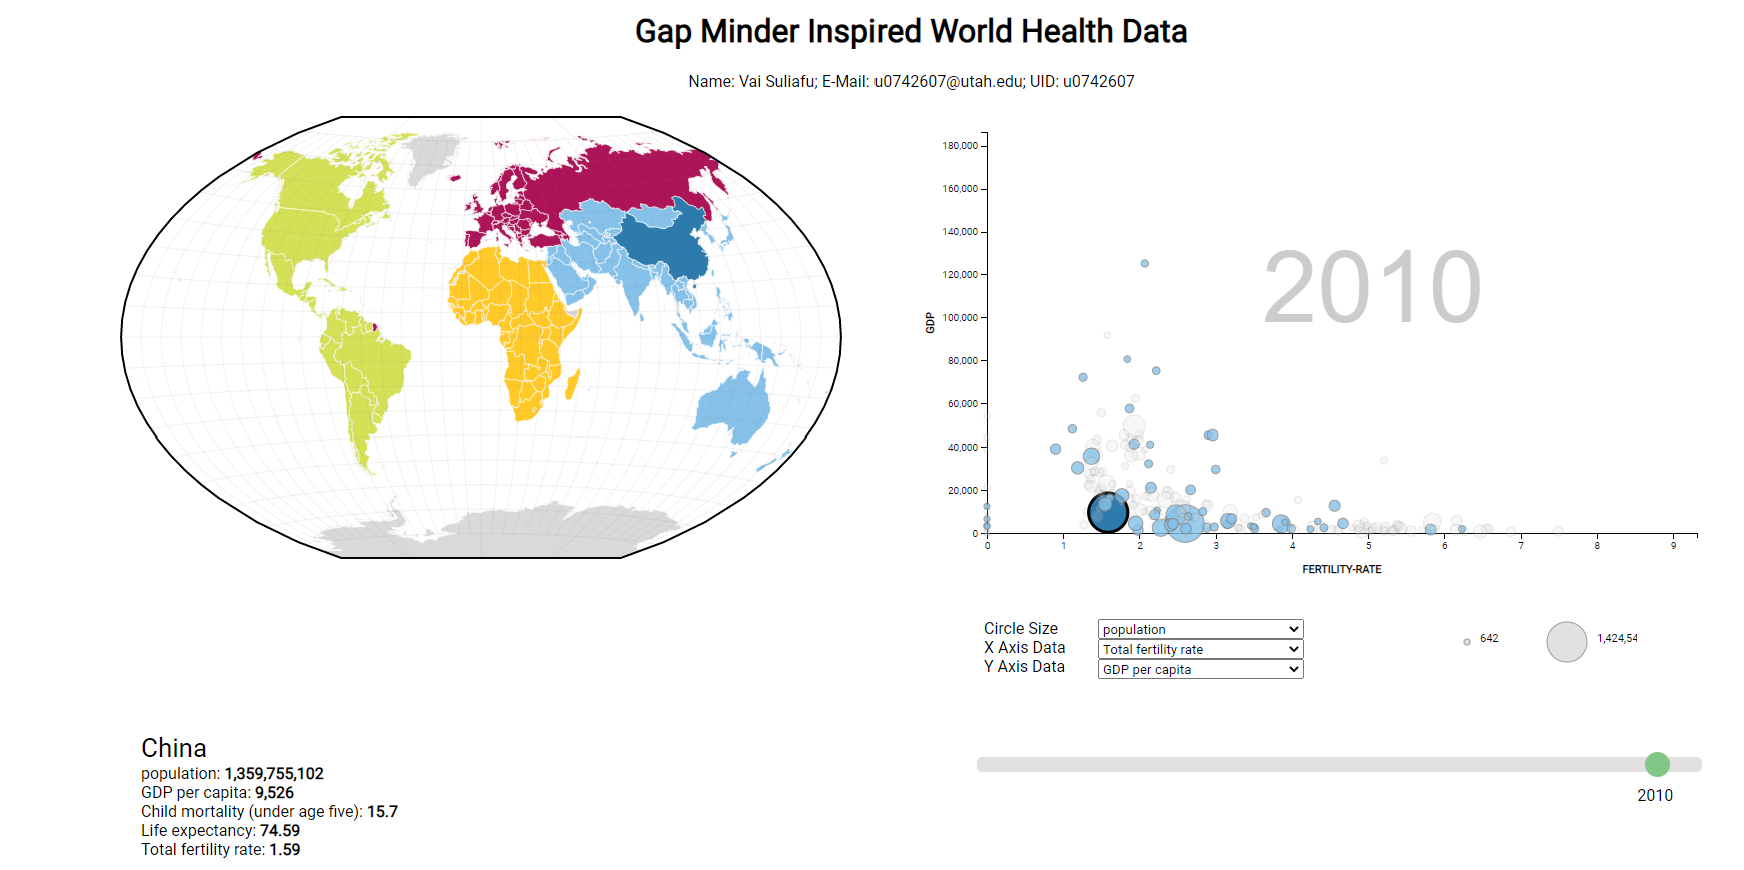 Gap Minder Inspired World Health Data
Name: Vai Suliafu; E-Mail: u0742607@utah.edu; UID: u0742607
180,000
160,000
140,000
120,000
100,000
80,000
60,000
40,000
20,000
0
GDP
2010
0 1 2 3 4 5 6 7 8 9
FERTILITY-RATE
Circle Size population
X Axis Data Total fertility rate
Y Axis Data GDP per capita
642 1,424,54
China
population: 1,359,755,102
GDP per capita: 9,526
Child mortality (under age five): 15.7
Life expectancy: 74.59
Total fertility rate: 1.59
2010